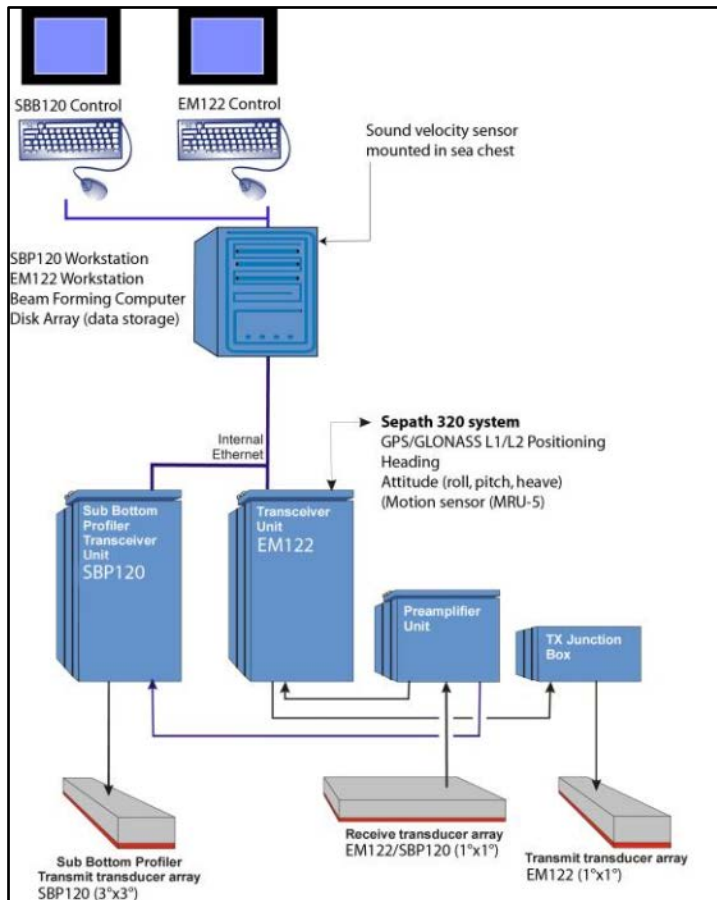 SBB120 Control
EM122 Control
Sound velocity sensor
mounted in sea chest
SBP120 Workstation
EM122 Workstation
Beam Forming Computer
Disk Array (data storage)
Internal
Ethernet
Sepath 320 system
GPS/GLONASS L1/L2 Positioning
Heading
Attitude (roll, pitch, heave)
(Motion sensor (MRU-5)
Sub Bottom
Profiler
Transceiver
Unit
SBP120
Transceiver
Unit
EM122
Preamplifier
Unit
TX Junction
Box
Sub Bottom Profiler
Transmit transducer array
SBP120 (3°x3°)
Receive transducer array
EM122/SBP120 (1°x1°)
Transmit transducer array
EM122 (1°x1°)